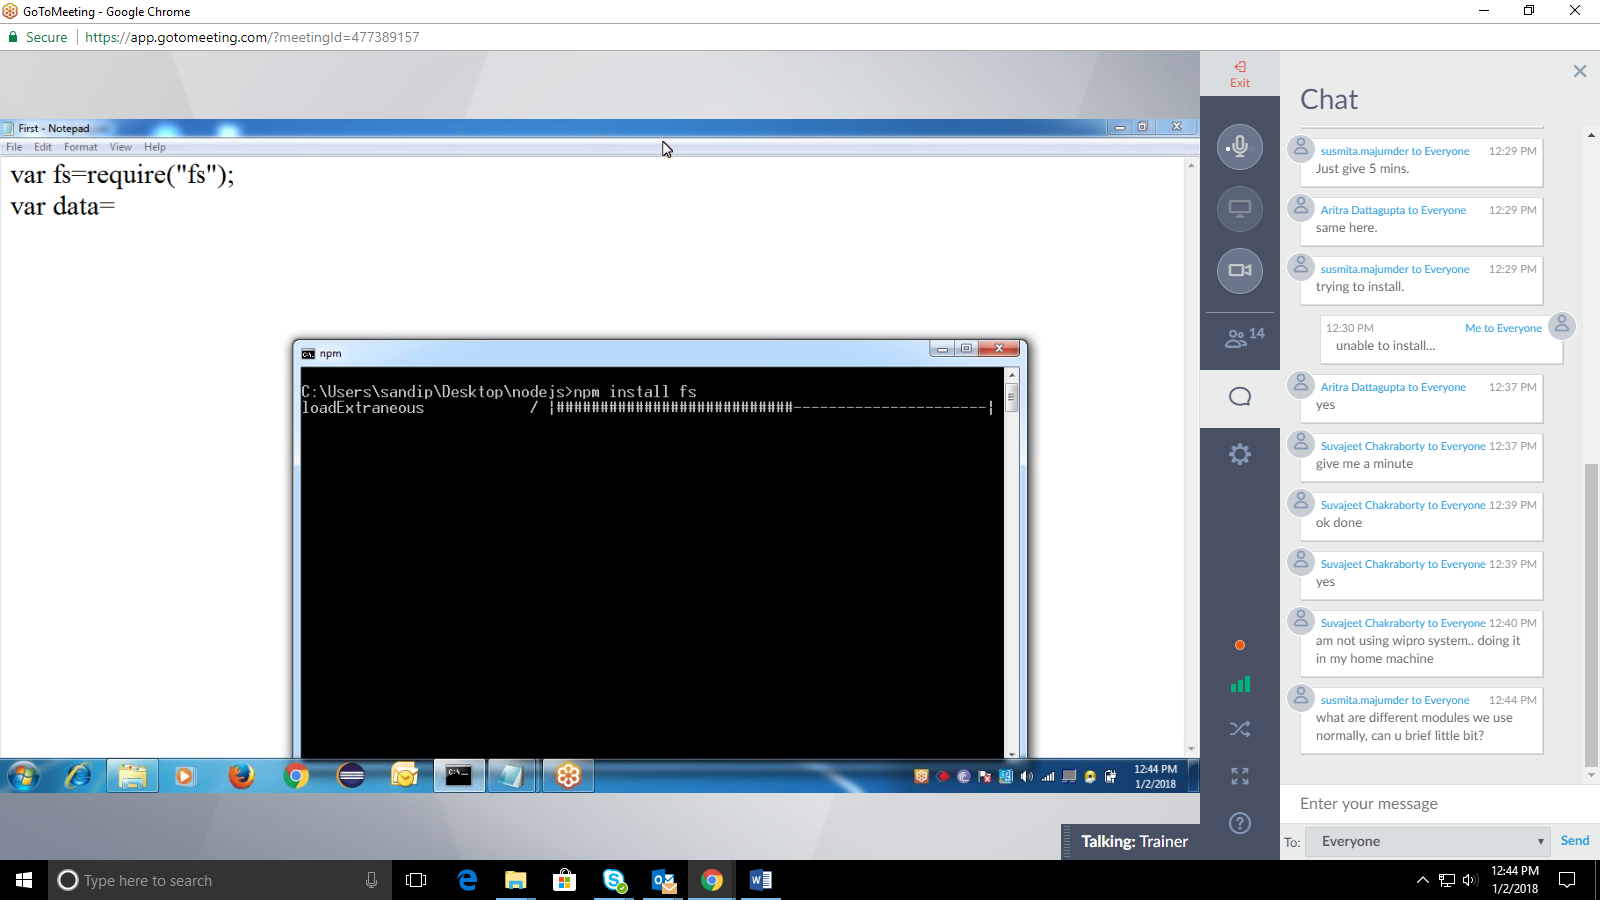 GoToMeeting - Google Chrome
Secure
https://app.gotomeeting.com/?meetingId=477389157
First - Notepad
File Edit Format View Help
var fs=require("fs");
var data=
npm
C:\Users\sandip\Desktop\nodejs>npm install fs
loadExtraneous / |###########################----------------------|
12:44 PM
1/2/2018
Talking: Trainer
Exit
14
Chat
susmita.majumder to Everyone 12:29 PM
Just give 5 mins.
Aritra Dattagupta to Everyone 12:29 PM
same here.
susmita.majumder to Everyone 12:29 PM
trying to install.
12:30 PM Me to Everyone
unable to install...
Aritra Dattagupta to Everyone 12:37 PM
yes
Suvajeet Chakraborty to Everyone 12:37 PM
give me a minute
Suvajeet Chakraborty to Everyone 12:39 PM
ok done
Suvajeet Chakraborty to Everyone 12:39 PM
yes
Suvajeet Chakraborty to Everyone 12:40 PM
am not using wipro system.. doing it
in my home machine
susmita.majumder to Everyone 12:44 PM
what are different modules we use
normally, can u brief little bit?
Enter your message
To: Everyone Send
Type here to search
12:44 PM
1/2/2018